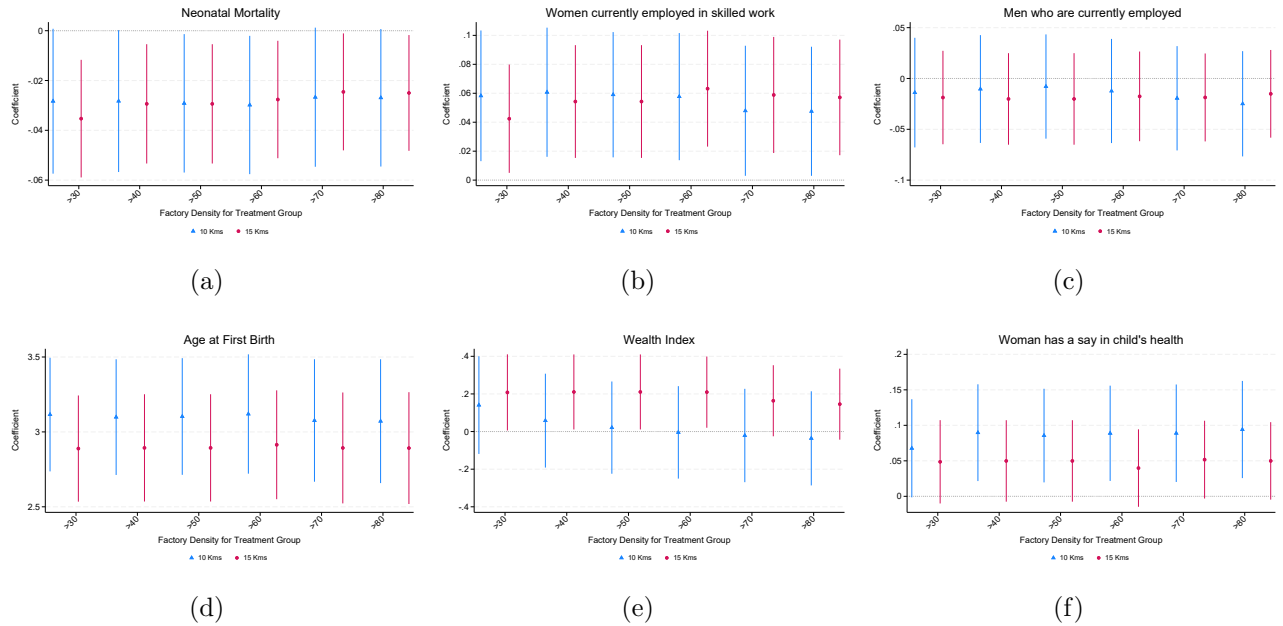 Neonatal Mortality
0
-.02
-.04
-.06
Coefficient
>30
>40
>50
>60
>70
>80
Factory Density for Treatment Group
10 Kms
15 Kms
(a)
Women currently employed in skilled work
.1
.08
.06
.04
.02
0
Coefficient
>30
>40
>50
>60
>70
>80
Factory Density for Treatment Group
10 Kms
15 Kms
(b)
Men who are currently employed
.05
0
-.05
-.1
Coefficient
>30
>40
>50
>60
>70
>80
Factory Density for Treatment Group
10 Kms
15 Kms
(c)
Age at First Birth
3.5
3
2.5
Coefficient
>30
>40
>50
>60
>70
>80
Factory Density for Treatment Group
10 Kms
15 Kms
(d)
Wealth Index
.4
.2
0
-.2
-.4
Coefficient
>30
>40
>50
>60
>70
>80
Factory Density for Treatment Group
10 Kms
15 Kms
(e)
Woman has a say in child's health
.2
.15
.1
.05
0
Coefficient
>30
>40
>50
>60
>70
>80
Factory Density for Treatment Group
10 Kms
15 Kms
(f)